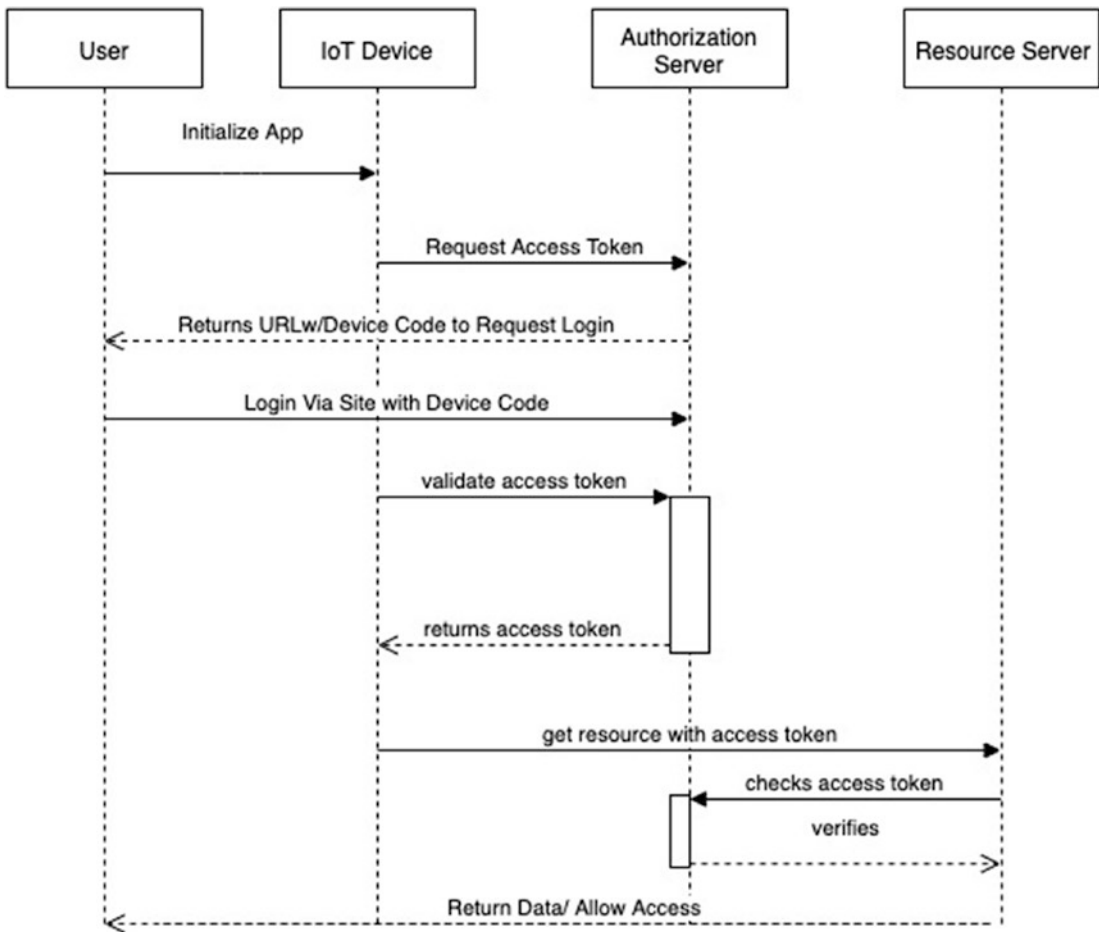 User
IoT Device
Authorization
Server
Resource Server
Initialize App
Request Access Token
Returns URLw/Device Code to Request Login
Login Via Site with Device Code
validate access token
returns access token
get resource with access token
checks access token
verifies
Return Data/ Allow Access